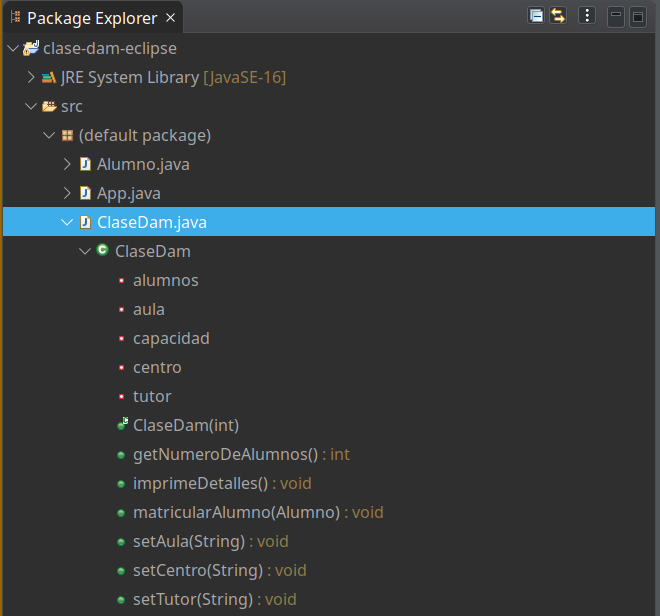 Package Explorer
clase-dam-eclipse
JRE System Library [JavaSE-16]
src
(default package)
Alumno.java
App.java
ClaseDam.java
ClaseDam
alumnos
aula
capacidad
centro
tutor
ClaseDam(int)
getNumeroDeAlumnos() : int
imprimeDetalles() : void
matricularAlumno(Alumno) : void
setAula(String) : void
setCentro(String) : void
setTutor(String) : void